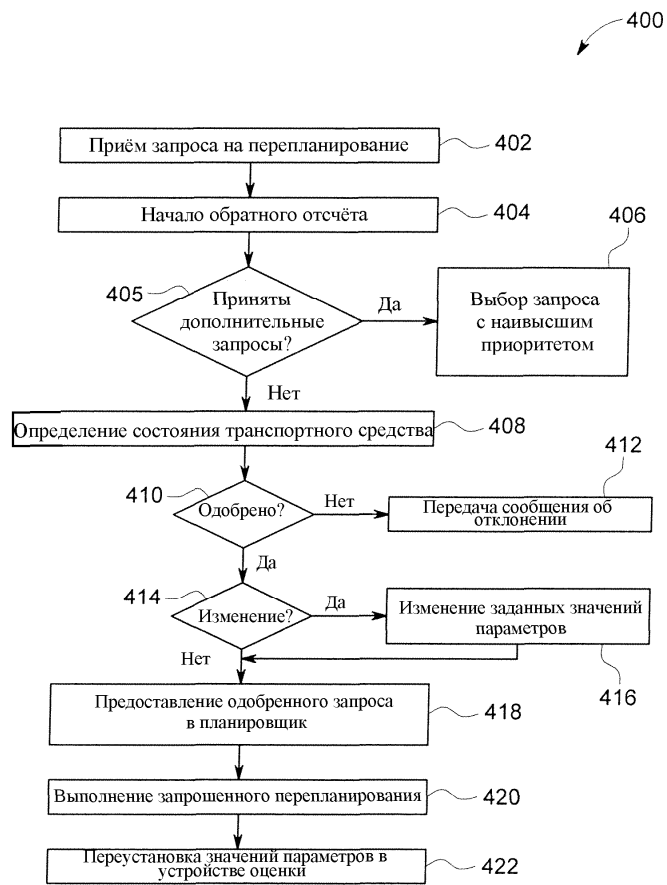 400
Приём запроса на перепланирование
402
Начало обратного отсчёта
404
406
405
Приняты
дополнительные
запросы?
Да
Выбор запроса
с наивысшим
приоритетом
Нет
Определение состояния транспортного средства
408
412
410
Одобрено?
Нет
Передача сообщения об
отклонении
Да
414
Изменение?
Да
Изменение заданных значений
параметров
Нет
416
Предоставление одобренного запроса
в планировщик
418
Выполнение запрошенного перепланирования
420
Переустановка значений параметров в
устройстве оценки
422